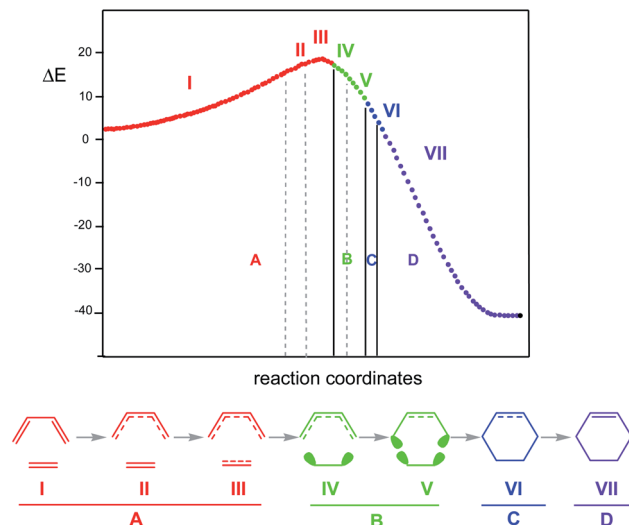 III
20
II
IV
ΔE
I
V
10
VI
0
VII
-10
-20
A
B
C
D
-30
-40
reaction coordinates
I
II
III
IV
V
VI
VII
A
B
C
D